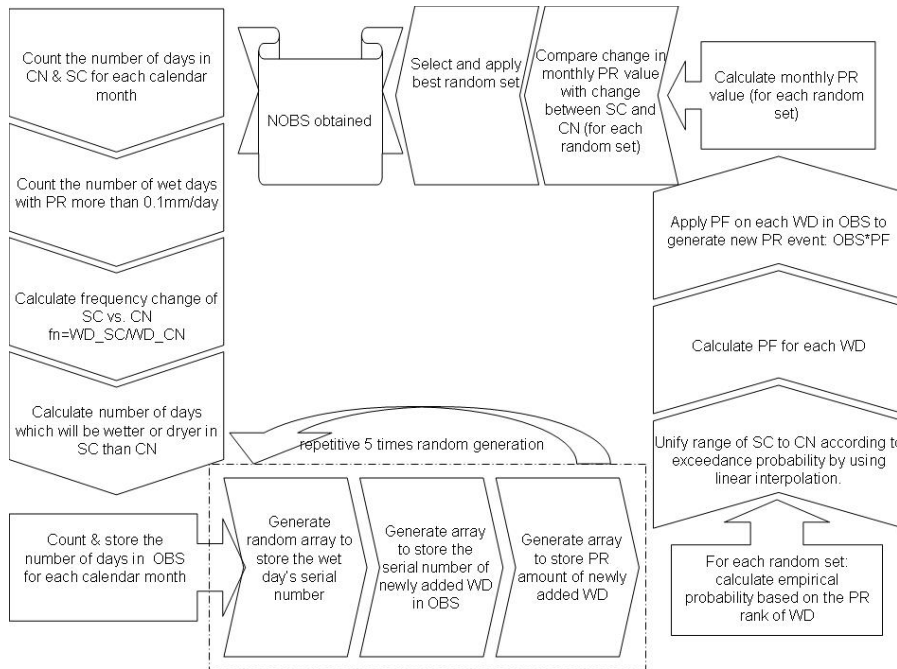 Count the number of days in
CN & SC for each calendar
month
Count the number of wet days
with PR more than 0.1mm/day
Calculate frequency change of
SC vs. CN
fn=WD_SC/WD_CN
Calculate number of days
which will be wetter or dryer in
SC than CN
Count & store the
number of days in OBS
for each calendar month
repetitive 5 times random generation
Generate
random array to
store the wet
day's serial
number
Generate array
to store the
serial number of
newly added WD
in OBS
Generate array
to store PR
amount of newly
added WD
For each random set:
calculate empirical
probability based on the PR
rank of WD
Unify range of SC to CN according to
exceedance probability by using
linear interpolation.
Calculate PF for each WD
Apply PF on each WD in OBS to
generate new PR event: OBS*PF
Calculate monthly PR
value (for each random
set)
Compare change in
monthly PR value
with change
between SC and
CN (for each
random set)
Select and apply
best random set
NOBS obtained